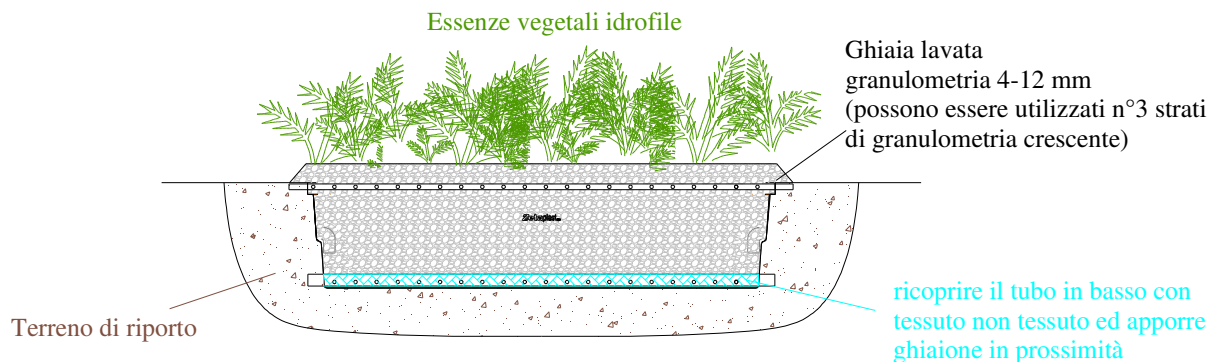 Essenze vegetali idrofile
Ghiaia lavata
granulometria 4-12 mm
(possono essere utilizzati n°3 strati
di granulometria crescente)
Terreno di riporto
ricoprire il tubo in basso con
tessuto non tessuto ed apporre
ghiaione in prossimità